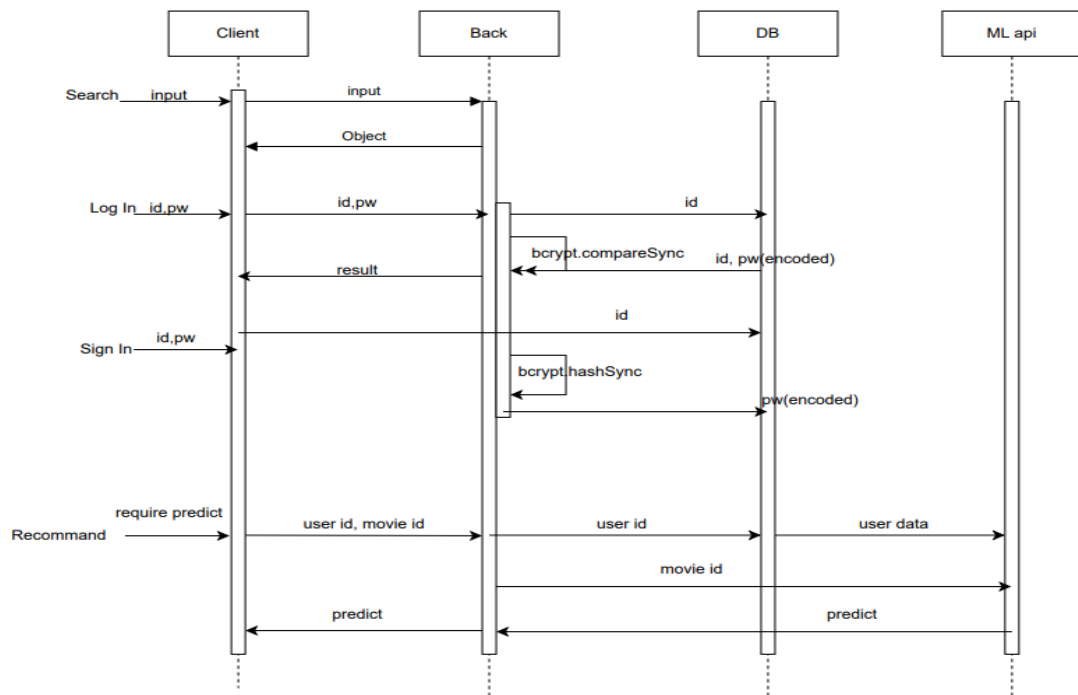 Client
Back
DB
ML api
Search
input
input
Object
Log In
id,pw
id,pw
id
bcrypt.compareSync
id, pw(encoded)
result
id
id,pw
Sign In
bcrypt.hashSync
pw(encoded)
require predict
Recommand
user id, movie id
user id
user data
movie id
predict
predict